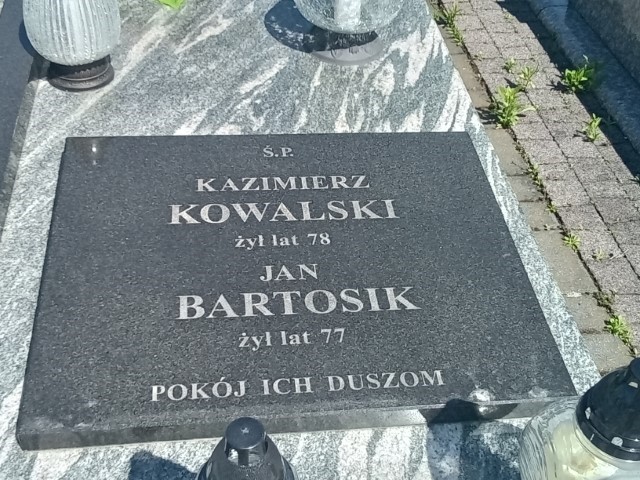 Ś.P.
KAZIMIERZ
KOWALSKI
żył lat 78
JAN
BARTOSIK
żył lat 77
POKÓJ ICH DUSZOM